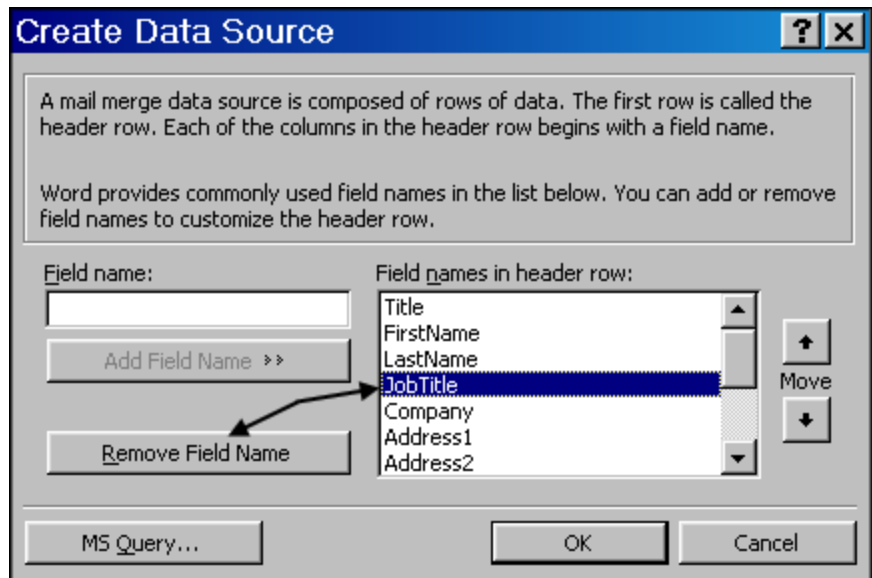 Create Data Source
A mail merge data source is composed of rows of data. The first row is called the
header row. Each of the columns in the header row begins with a field name.
Word provides commonly used field names in the list below. You can add or remove
field names to customize the header row.
Field name:
Add Field Name >>
Remove Field Name
Field names in header row:
Title
FirstName
LastName
JobTitle
Company
Address1
Address2
Move
MS Query...
OK
Cancel